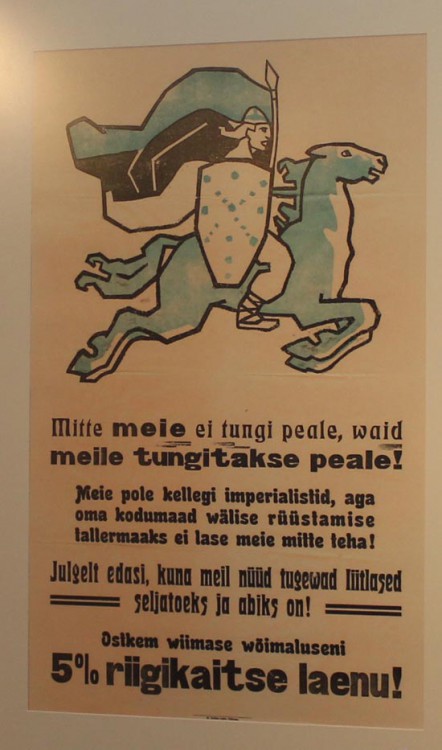 Mitte meie ei tungi peale, waid
meile tungitakse peale!
Meie pole kellegi imperialistid, aga
oma kodumaad wälise rüüstamise
tallermaaks ei lase meie mitte teha!
Julgelt edasi, kuna meil nüüd tugewad liitlased
seljatoeks ja abiks on!
Ostkem wiimase wõimaluseni
5% riigikaitse laenu!